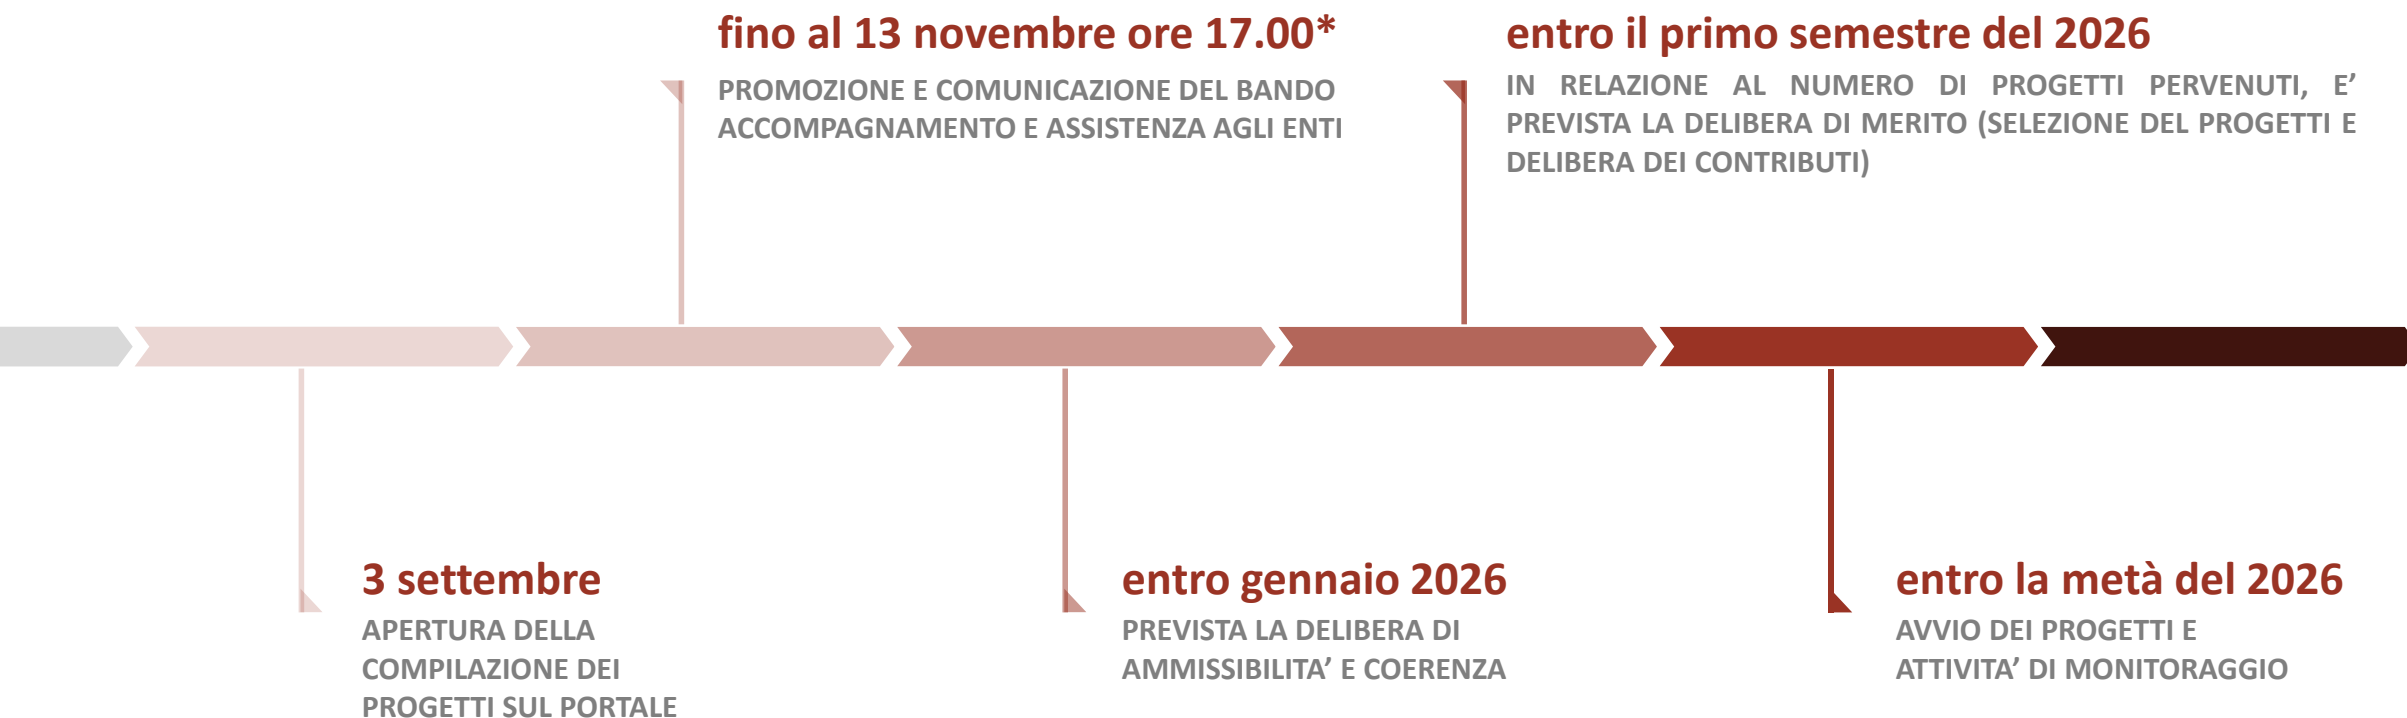 fino al 13 novembre ore 17.00*
PROMOZIONE E COMUNICAZIONE DEL BANDO
ACCOMPAGNAMENTO E ASSISTENZA AGLI ENTI
entro il primo semestre del 2026
IN RELAZIONE AL NUMERO DI PROGETTI PERVENUTI, E’
PREVISTA LA DELIBERA DI MERITO (SELEZIONE DEL PROGETTI E
DELIBERA DEI CONTRIBUTI)
3 settembre
APERTURA DELLA
COMPILAZIONE DEI
PROGETTI SUL PORTALE
entro gennaio 2026
PREVISTA LA DELIBERA DI
AMMISSIBILITA’ E COERENZA
entro la metà del 2026
AVVIO DEI PROGETTI E
ATTIVITA’ DI MONITORAGGIO